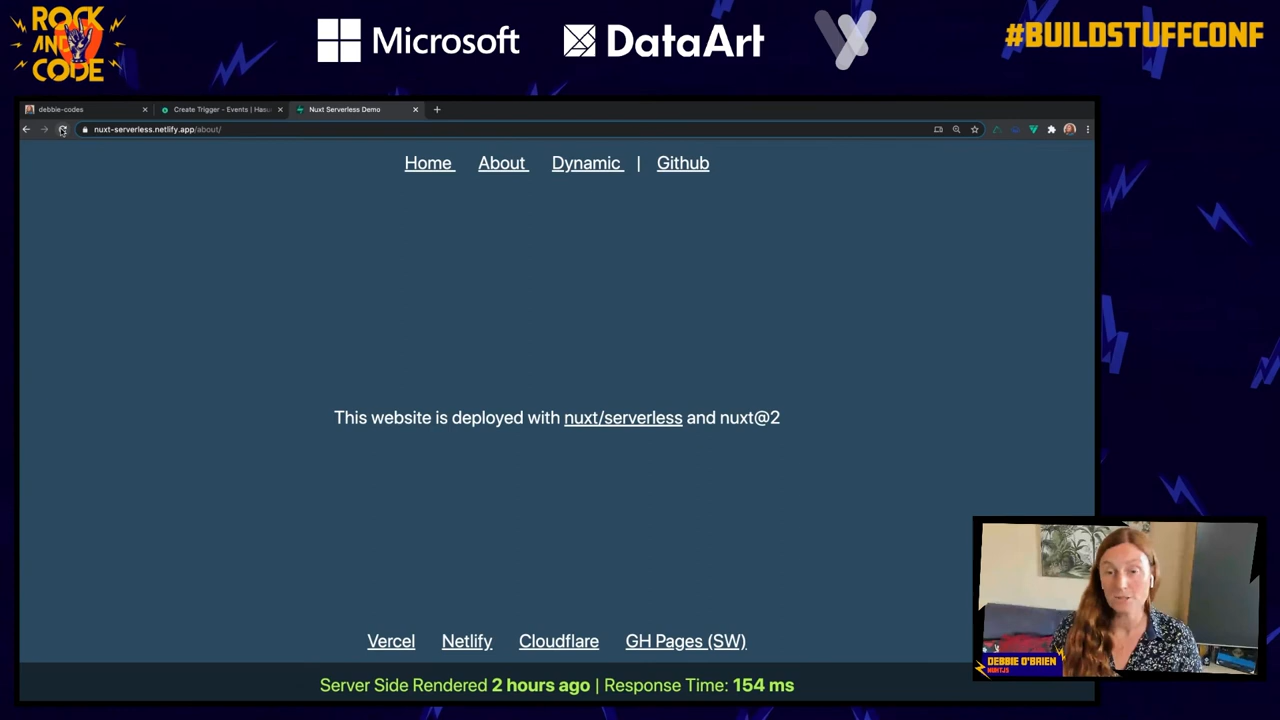 ROCK
AND
CODE
Microsoft
DataArt
#BUILDSTUFFCONF
debbie-codes
Create Trigger - Events | Hasu
Nuxt Serverless Demo
nuxt-serverless.netlify.app/about/
Home About Dynamic | Github
This website is deployed with nuxt/serverless and nuxt@2
Vercel Netlify Cloudflare GH Pages (SW)
Server Side Rendered 2 hours ago | Response Time: 154 ms
DEBBIE O'BRIEN
NUXTJS